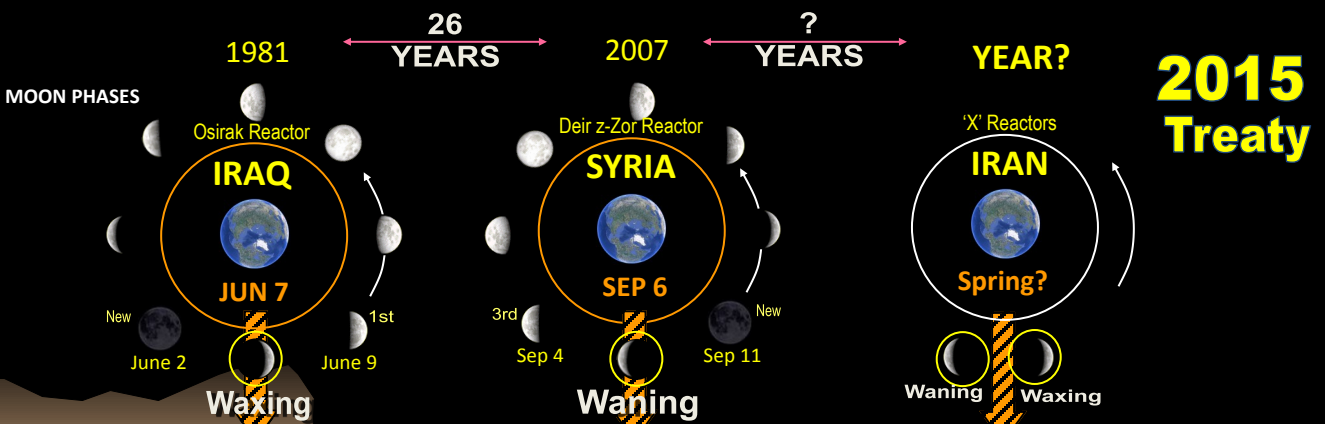 26
YEARS
?
YEARS
1981
2007
YEAR?
2015
Treaty
MOON PHASES
Osirak Reactor
IRAQ
JUN 7
New
June 2
1st
June 9
Waxing
Deir z-Zor Reactor
SYRIA
SEP 6
3rd
Sep 4
New
Sep 11
Waning
‘X’ Reactors
IRAN
Spring?
Waning
Waxing